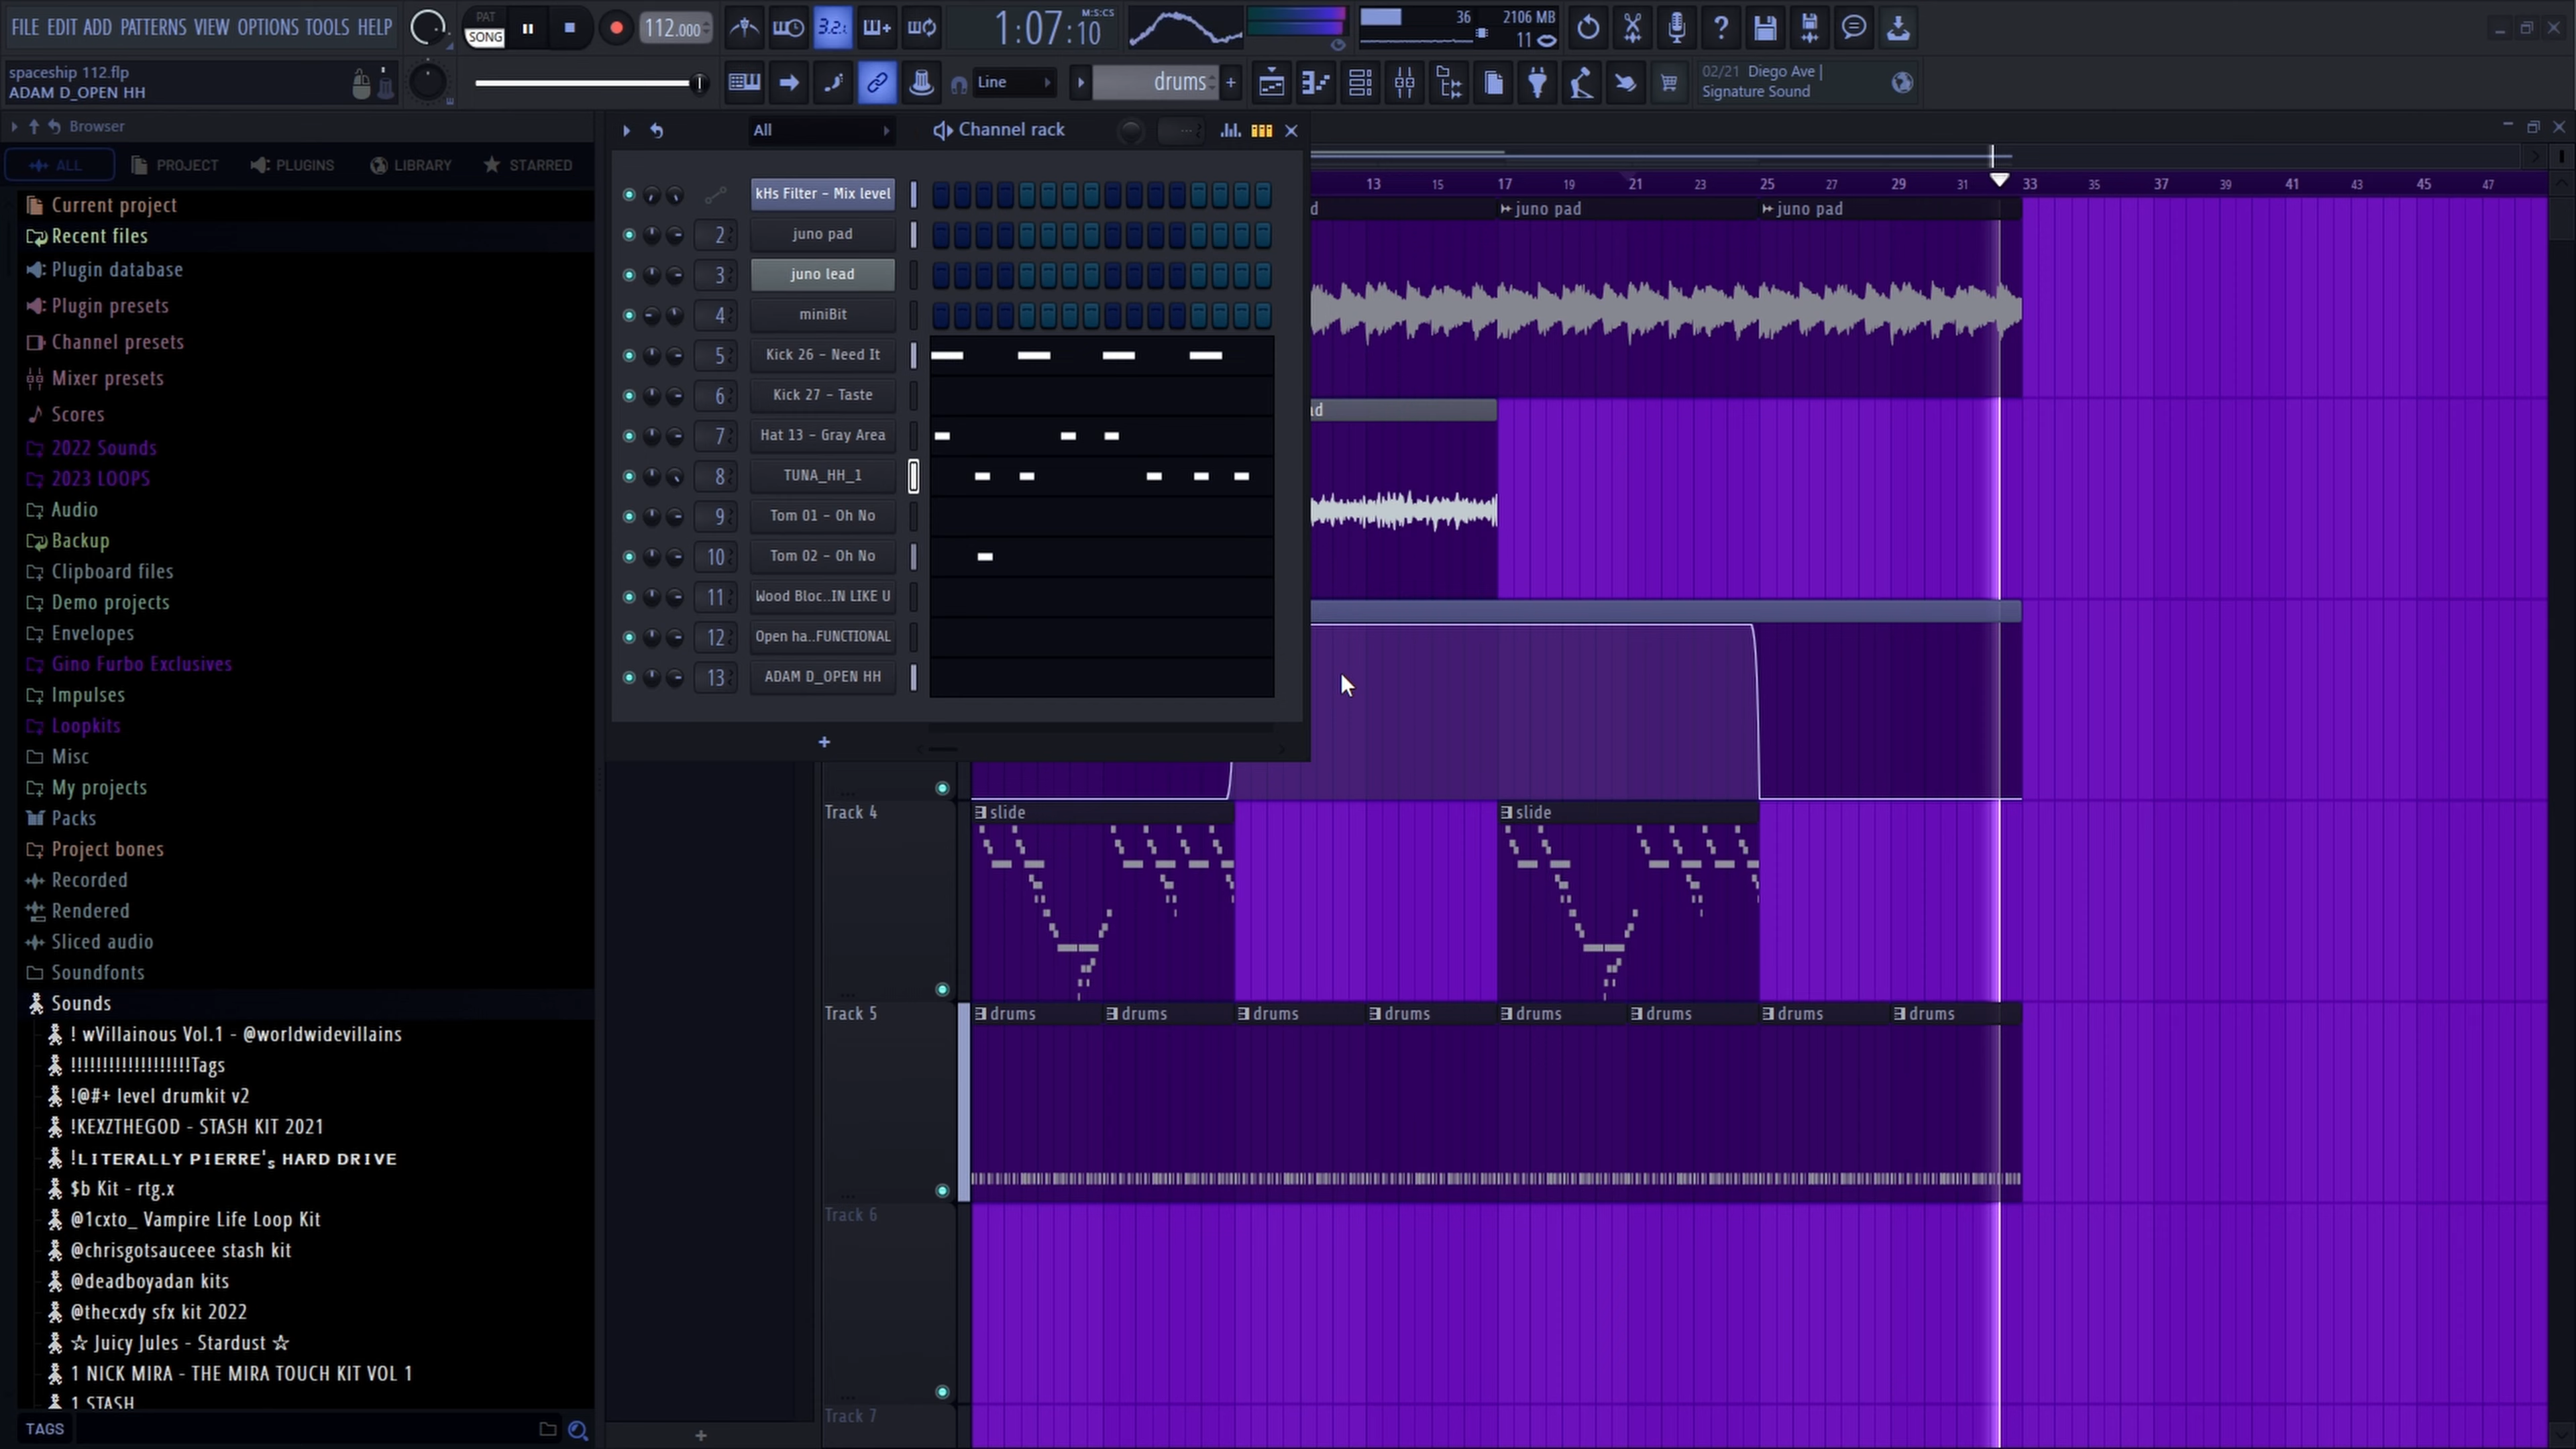 FILE EDIT ADD PATTERNS VIEW OPTIONS TOOLS HELP
PAT
SONG
112.000
3.2.
1:07:10
M:S:CS
36
2106 MB
11
spaceship 112.flp
ADAM D_OPEN HH
Line
drums
02/21 Diego Ave |
Signature Sound
Browser
ALL
PROJECT
PLUGINS
LIBRARY
STARRED
Current project
Recent files
Plugin database
Plugin presets
Channel presets
Mixer presets
Scores
2022 Sounds
2023 LOOPS
Audio
Backup
Clipboard files
Demo projects
Envelopes
Gino Furbo Exclusives
Impulses
Loopkits
Misc
My projects
Packs
Project bones
Recorded
Rendered
Sliced audio
Soundfonts
Sounds
! wVillainous Vol.1 - @worldwidevillains
!!!!!!!!!!!!!!!!!!!Tags
!@#+ level drumkit v2
!KEXZTHEGOD - STASH KIT 2021
!ʟɪᴛᴇʀᴀʟʟʏ ᴘɪᴇʀʀᴇ'ₛ ʜᴀʀᴅ ᴅʀɪᴠᴇ
$b Kit - rtg.x
@1cxto_ Vampire Life Loop Kit
@chrisgotsauceee stash kit
@deadboyadan kits
@thecxdy sfx kit 2022
☆ Juicy Jules - Stardust ☆
1 NICK MIRA - THE MIRA TOUCH KIT VOL 1
1 STASH
TAGS
All
Channel rack
kHs Filter - Mix level
2 juno pad
3 juno lead
4 miniBit
5 Kick 26 - Need It
6 Kick 27 - Taste
7 Hat 13 - Gray Area
8 TUNA_HH_1
9 Tom 01 - Oh No
10 Tom 02 - Oh No
11 Wood Bloc..IN LIKE U
12 Open ha..FUNCTIONAL
13 ADAM D_OPEN HH
13 15 17 19 21 23 25 27 29 31 33 35 37 39 41 43 45 47
d
juno pad
juno pad
ad
Track 4
slide
slide
Track 5
drums
drums
drums
drums
drums
drums
drums
drums
Track 6
Track 7